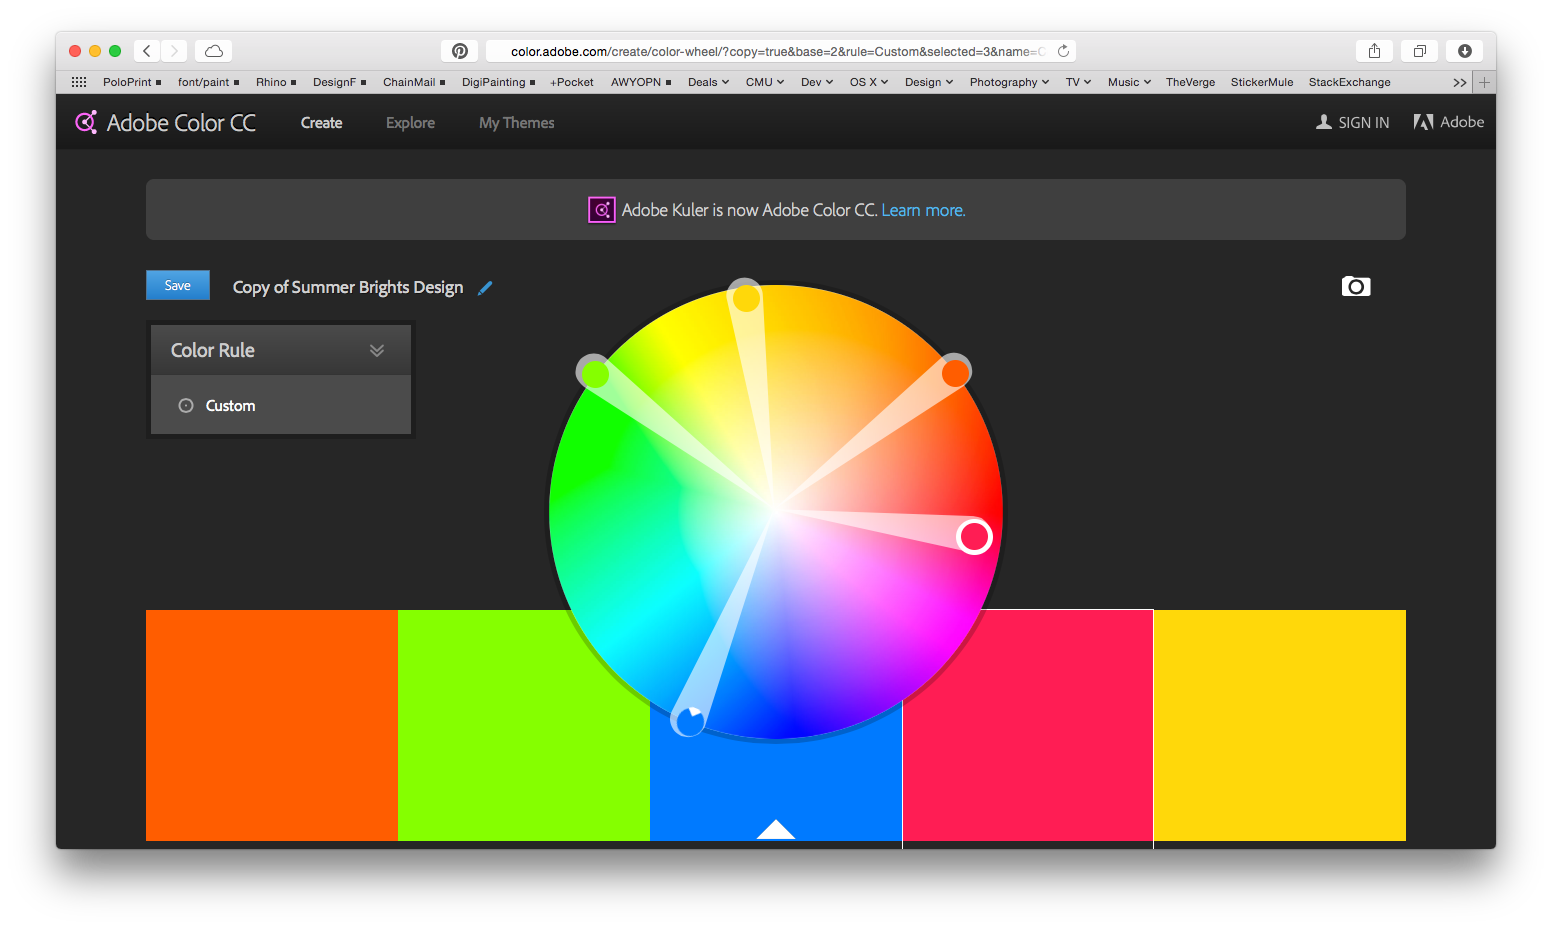 color.adobe.com/create/color-wheel/?copy=true&base=2&rule=Custom&selected=3&name=C
PoloPrint font/paint Rhino DesignF ChainMail DigiPainting +Pocket AWYOPN Deals CMU Dev OS X Design Photography TV Music TheVerge StickerMule StackExchange >>
Adobe Color CC Create Explore My Themes SIGN IN Adobe
Adobe Kuler is now Adobe Color CC. Learn more.
Save Copy of Summer Brights Design
Color Rule
Custom